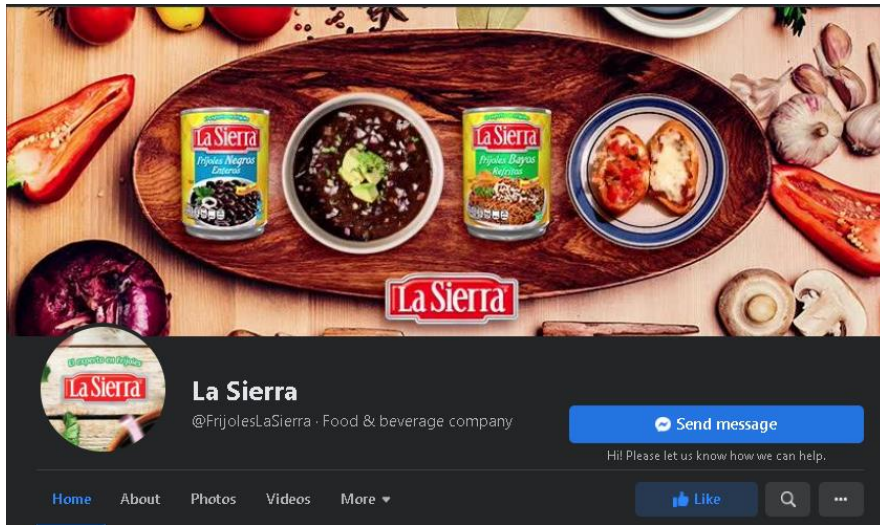 La Sierra
Frijoles Negros
Enteros
La Sierra
Frijoles Bayos
Refritos
La Sierra
El experto en frijoles
La Sierra
La Sierra
@FrijolesLaSierra · Food & beverage company
Send message
Hi! Please let us know how we can help.
Home About Photos Videos More
Like